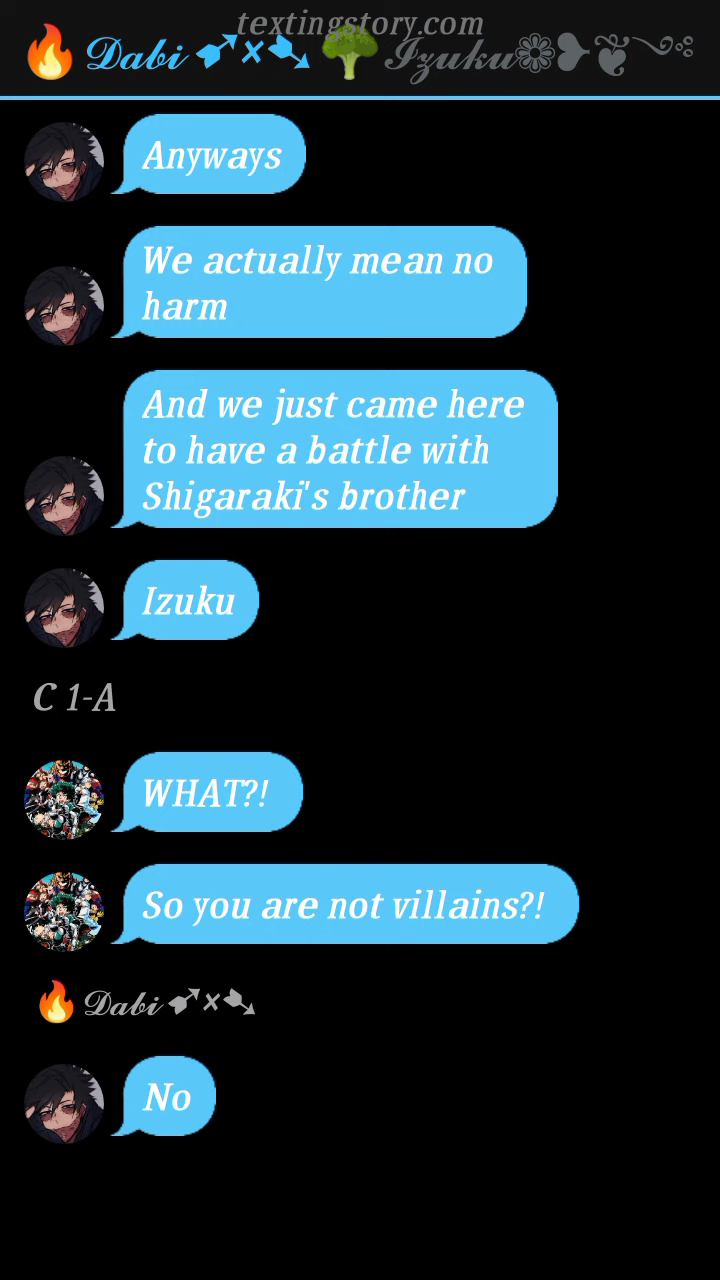 textingstory.com
🔥𝓓𝓪𝓫𝓲 ➶×➴ 🌳𝓘𝔃𝓾𝓴𝓾❁❥❦~༻
Anyways
We actually mean no
harm
And we just came here
to have a battle with
Shigaraki's brother
Izuku
C 1-A
WHAT?!
So you are not villains?!
🔥𝓓𝓪𝓫𝓲 ➶×➴
No